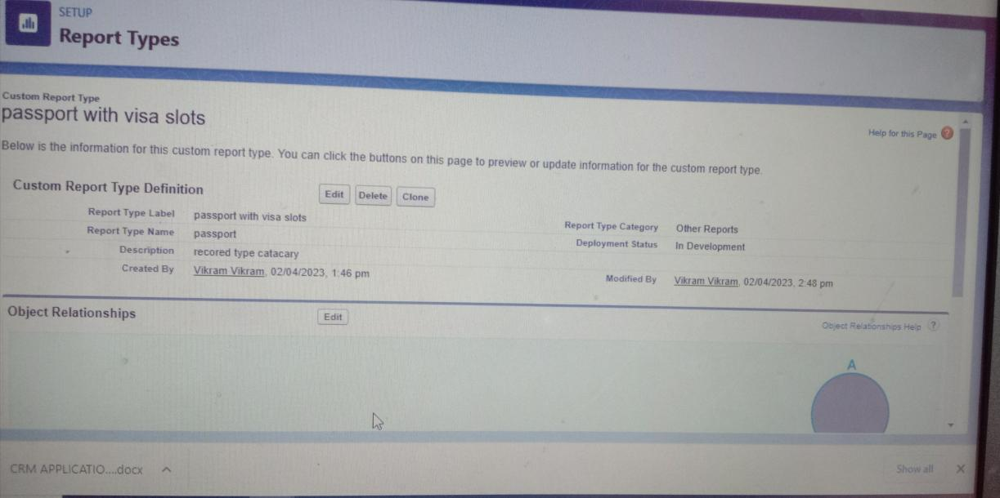 SETUP
Report Types
Custom Report Type
passport with visa slots
Help for this Page ?
Below is the information for this custom report type. You can click the buttons on this page to preview or update information for the custom report type.
Custom Report Type Definition
Edit Delete Clone
Report Type Label passport with visa slots
Report Type Category Other Reports
Report Type Name passport
Deployment Status In Development
Description recored type catacary
Created By Vikram Vikram, 02/04/2023, 1:46 pm
Modified By Vikram Vikram, 02/04/2023, 2:48 pm
Object Relationships
Edit
Object Relationships Help ?
A
CRM APPLICATIO....docx
Show all